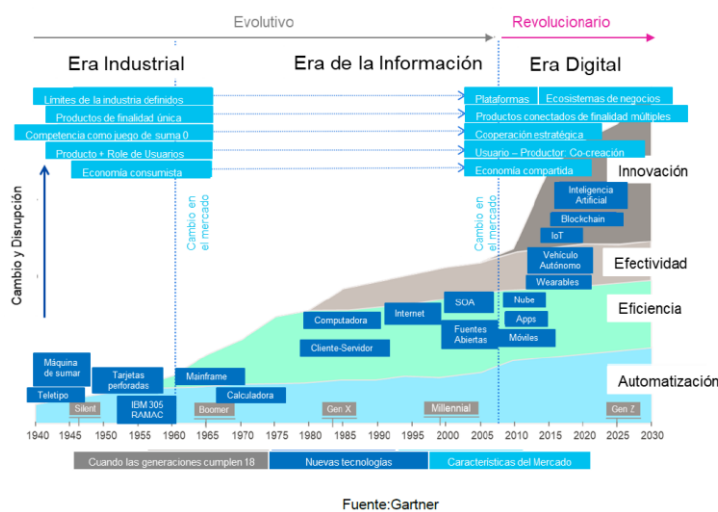 Evolutivo
Revolucionario
Era Industrial
Era de la Información
Era Digital
Límites de la industria definidos
Plataformas
Ecosistemas de negocios
Productos de finalidad única
Productos conectados de finalidad múltiples
Competencia como juego de suma 0
Cooperación estratégica
Producto + Role de Usuarios
Usuario – Productor: Co-creación
Economía consumista
Economía compartida
Innovación
Cambio y Disrupción
Cambio en
el mercado
Cambio en
el mercado
Inteligencia
Artificial
Blockchain
IoT
Efectividad
Vehículo
Autónomo
Wearables
Eficiencia
Computadora
Internet
SOA
Nube
Cliente-Servidor
Fuentes
Abiertas
Apps
Móviles
Máquina
de sumar
Tarjetas
perforadas
Mainframe
Automatización
Teletipo
IBM 305
RAMAC
Calculadora
Silent
Boomer
Gen X
Millennial
Gen Z
1940 1945 1950 1955 1960 1965 1970 1975 1980 1985 1990 1995 2000 2005 2010 2015 2020 2025 2030
Cuando las generaciones cumplen 18
Nuevas tecnologías
Características del Mercado
Fuente:Gartner